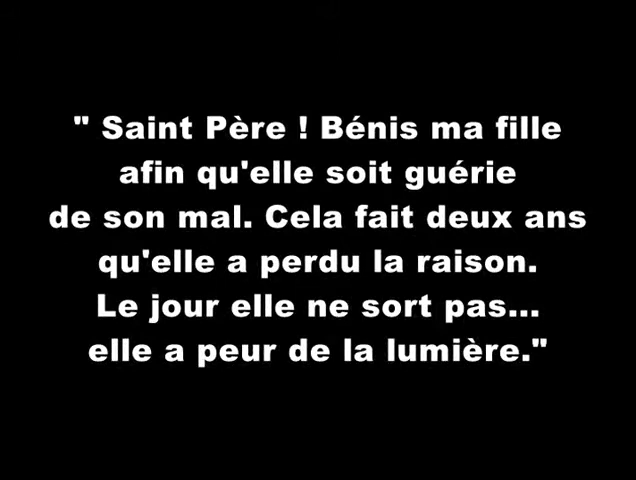 " Saint Père ! Bénis ma fille
afin qu'elle soit guérie
de son mal. Cela fait deux ans
qu'elle a perdu la raison.
Le jour elle ne sort pas...
elle a peur de la lumière."